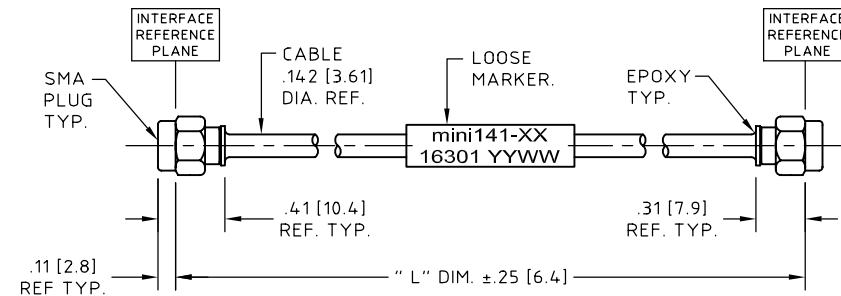 INTERFACE
REFERENCE
PLANE
INTERFACE
REFERENCE
PLANE
SMA
PLUG
TYP.
CABLE
.142 [3.61]
DIA. REF.
LOOSE
MARKER.
EPOXY
TYP.
mini141-XX
16301 YYWW
.41 [10.4]
REF. TYP.
.31 [7.9]
REF. TYP.
.11 [2.8]
REF TYP.
" L" DIM. ±.25 [6.4]